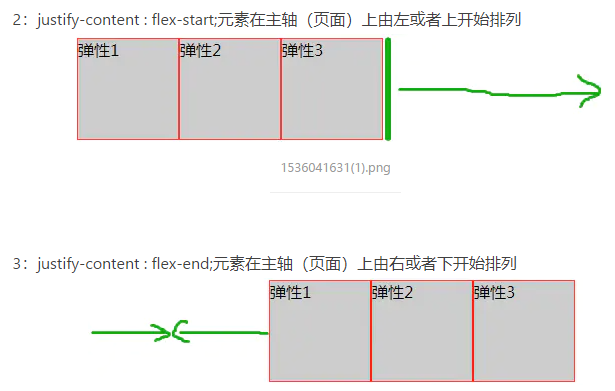 2：justify-content : flex-start;元素在主轴（页面）上由左或者上开始排列
弹性1 弹性2 弹性3
1536041631(1).png
3：justify-content : flex-end;元素在主轴（页面）上由右或者下开始排列
弹性1 弹性2 弹性3